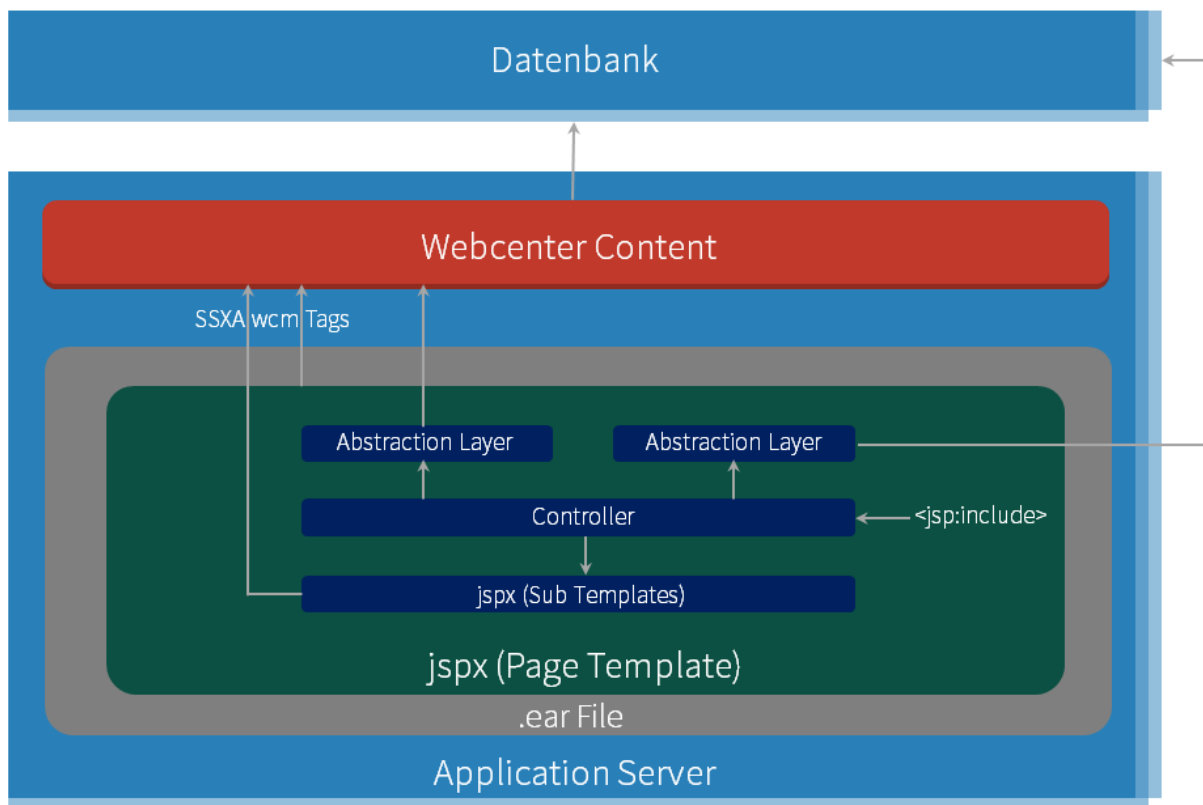 Datenbank
Webcenter Content
SSXA wcm Tags
Abstraction Layer
Abstraction Layer
Controller
<jsp:include>
jspx (Sub Templates)
jspx (Page Template)
.ear File
Application Server